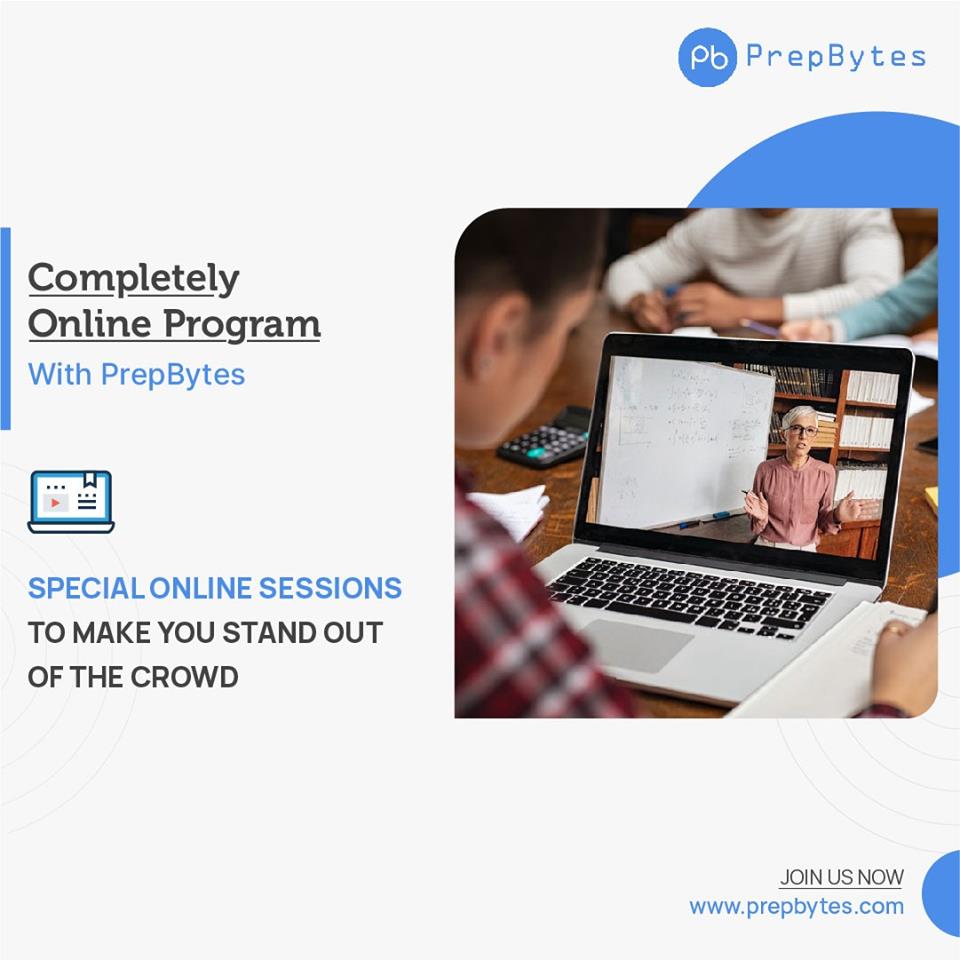 Pb PrepBytes
Completely
Online Program
With PrepBytes
SPECIAL ONLINE SESSIONS
TO MAKE YOU STAND OUT
OF THE CROWD
JOIN US NOW
www.prepbytes.com